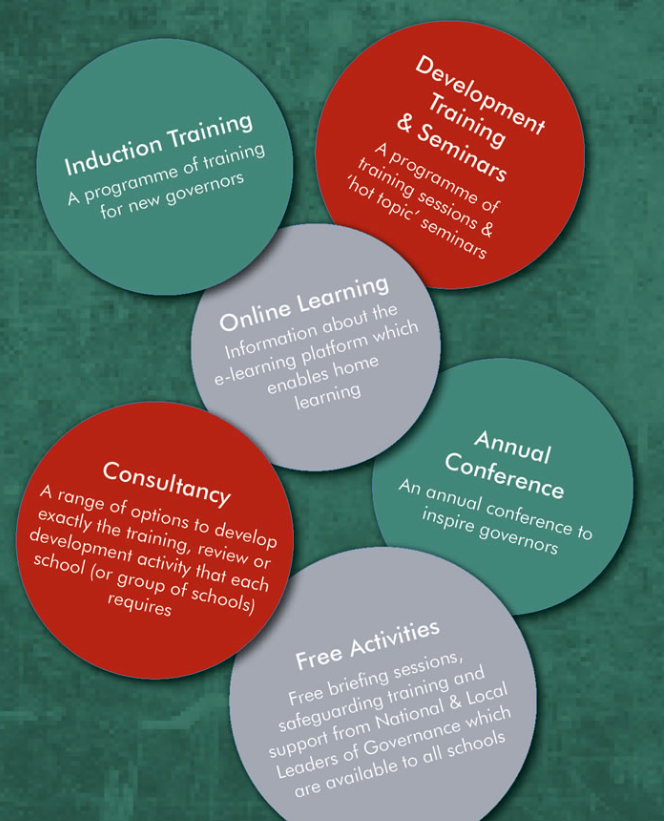 Induction Training
A programme of training
for new governors
Development
Training
& Seminars
A programme of
training sessions &
‘hot topic’ seminars
Online Learning
Information about the
e-learning platform which
enables home
learning
Annual
Conference
An annual conference to
inspire governors
Consultancy
A range of options to develop
exactly the training, review or
development activity that each
school (or group of schools)
requires
Free Activities
Free briefing sessions,
safeguarding training and
support from National & Local
Leaders of Governance which
are available to all schools